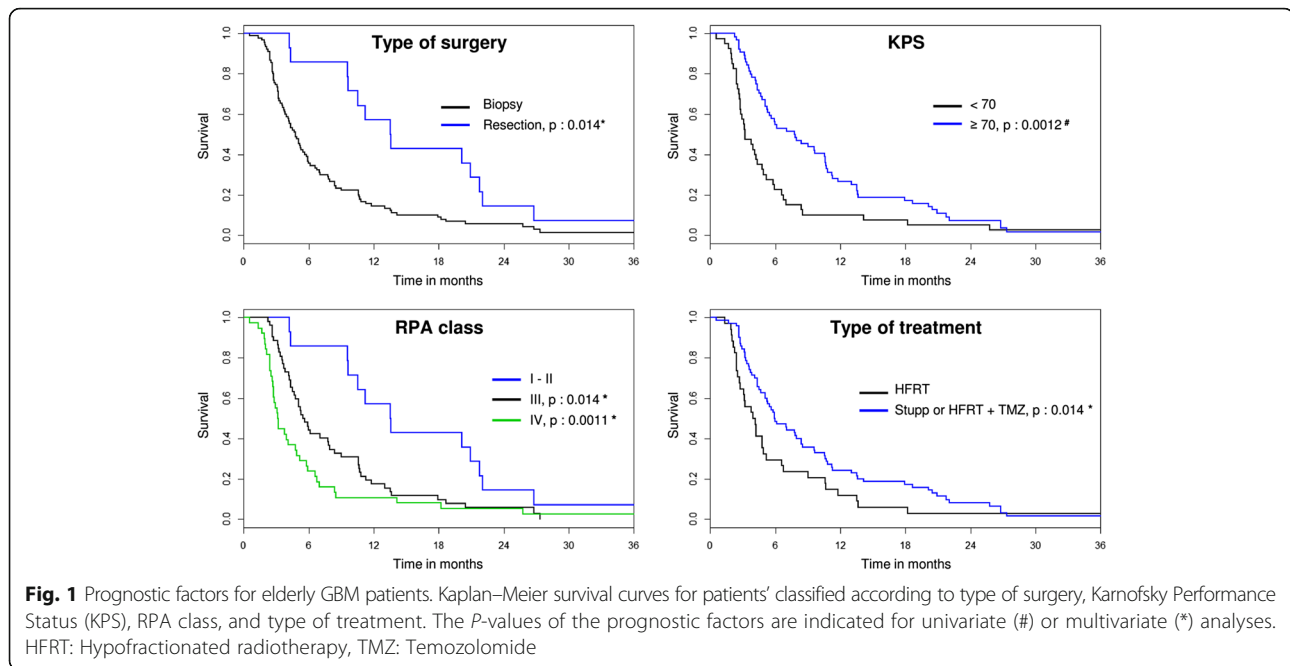 Type of surgery
Survival
1.0
0.8
0.6
0.4
0.2
0.0
Biopsy
Resection, p : 0.014*
0 6 12 18 24 30 36
Time in months
KPS
Survival
1.0
0.8
0.6
0.4
0.2
0.0
< 70
≥ 70, p : 0.0012 #
0 6 12 18 24 30 36
Time in months
RPA class
Survival
1.0
0.8
0.6
0.4
0.2
0.0
I - II
III, p : 0.014 *
IV, p : 0.0011 *
0 6 12 18 24 30 36
Time in months
Type of treatment
Survival
1.0
0.8
0.6
0.4
0.2
0.0
HFRT
Stupp or HFRT + TMZ, p : 0.014 *
0 6 12 18 24 30 36
Time in months
Fig. 1 Prognostic factors for elderly GBM patients. Kaplan–Meier survival curves for patients’ classified according to type of surgery, Karnofsky Performance
Status (KPS), RPA class, and type of treatment. The P-values of the prognostic factors are indicated for univariate (#) or multivariate (*) analyses.
HFRT: Hypofractionated radiotherapy, TMZ: Temozolomide